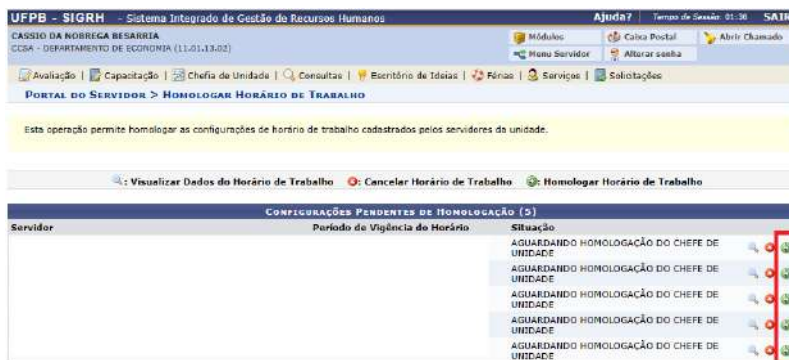 UFPB - SIGRH - Sistema Integrado de Gestão de Recursos Humanos Ajuda? Tempo de Sessão: 01:30 SAIR
CASSIO DA NOBREGA BESARRIA Módulos Caixa Postal Abrir Chamado
CCSA - DEPARTAMENTO DE ECONOMIA (11.01.13.02) Menu Servidor Alterar senha
Avaliação | Capacitação | Chefia de Unidade | Consultas | Escritório de Ideias | Férias | Serviços | Solicitações
PORTAL DO SERVIDOR > HOMOLOGAR HORÁRIO DE TRABALHO
Esta operação permite homologar as configurações de horário de trabalho cadastrados pelos servidores da unidade.
: Visualizar Dados do Horário de Trabalho : Cancelar Horário de Trabalho : Homologar Horário de Trabalho
CONFIGURAÇÕES PENDENTES DE HOMOLOGAÇÃO (5)
Servidor Período de Vigência do Horário Situação
AGUARDANDO HOMOLOGAÇÃO DO CHEFE DE
UNIDADE
AGUARDANDO HOMOLOGAÇÃO DO CHEFE DE
UNIDADE
AGUARDANDO HOMOLOGAÇÃO DO CHEFE DE
UNIDADE
AGUARDANDO HOMOLOGAÇÃO DO CHEFE DE
UNIDADE
AGUARDANDO HOMOLOGAÇÃO DO CHEFE DE
UNIDADE